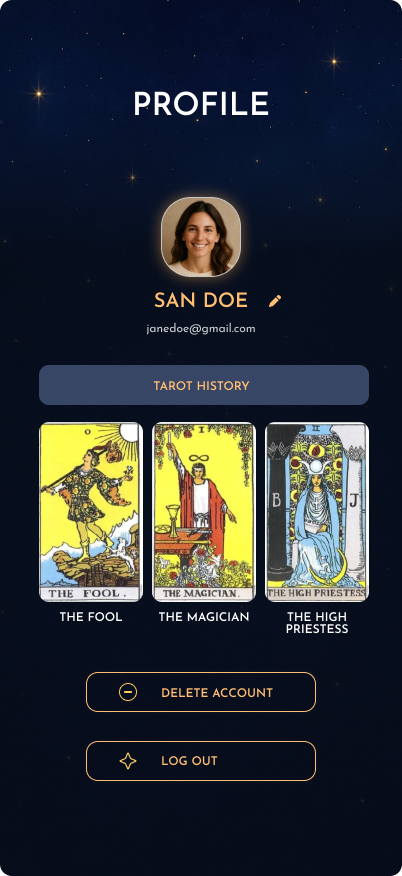 PROFILE
SAN DOE
janedoe@gmail.com
TAROT HISTORY
0
I
II
B J
THE FOOL.
THE MAGICIAN.
THE HIGH PRIESTESS
THE FOOL
THE MAGICIAN
THE HIGH
PRIESTESS
DELETE ACCOUNT
LOG OUT